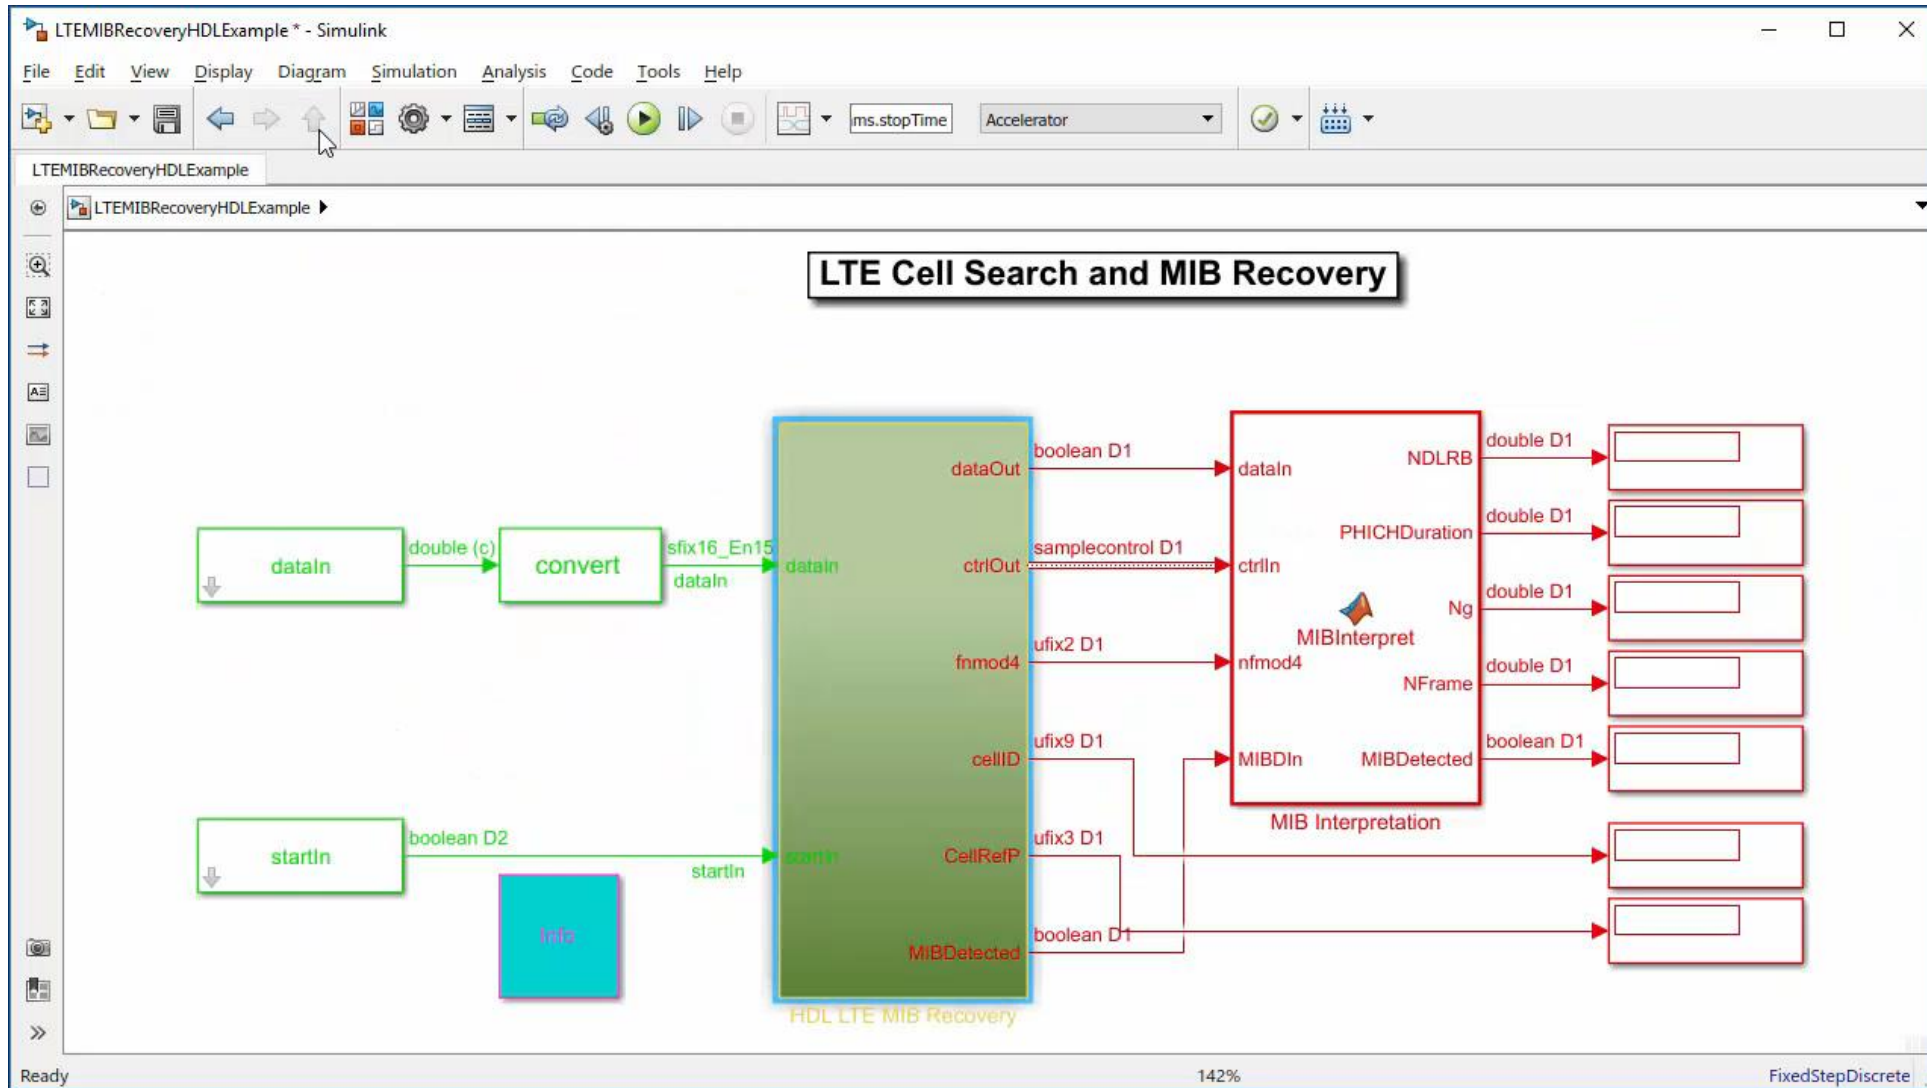 LTEMIBRecoveryHDLExample * - Simulink
File Edit View Display Diagram Simulation Analysis Code Tools Help
ms.stopTime Accelerator
LTEMIBRecoveryHDLExample
LTEMIBRecoveryHDLExample
LTE Cell Search and MIB Recovery
dataIn
double (c)
convert
sfix16_En15
dataIn
dataIn
startIn
boolean D2
startIn
startIn
Info
dataOut
ctrlOut
fnmod4
cellID
CellRefP
MIBDetected
HDL LTE MIB Recovery
boolean D1
samplecontrol D1
ufix2 D1
ufix9 D1
ufix3 D1
boolean D1
dataIn
ctrlIn
nfmod4
MIBDIn
MIBInterpret
NDLRB
PHICHDuration
Ng
NFrame
MIBDetected
MIB Interpretation
double D1
double D1
double D1
double D1
boolean D1
Ready 142% FixedStepDiscrete